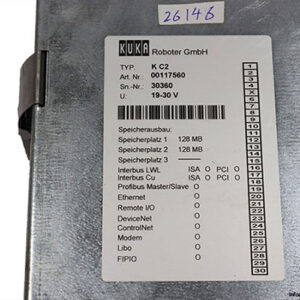 26146
KUKA Roboter GmbH
TYP: K C2
Art. Nr.: 00117560
Sn.-Nr.: 30360
U: 19-30 V
Speicherausbau:
Speicherplatz 1 128 MB
Speicherplatz 2 128 MB
Speicherplatz 3 ——
Interbus LWL ISA O PCI O
Interbus Cu ISA O PCI O
Profibus Master/Slave O
Ethernet O
Remote I/O O
DeviceNet O
ControlNet O
Modem O
Libo O
FIPIO O
1
2
3
4
5
6
7
8
9
10
11
12
13
14
15
16
17
18
19
20
21
22
23
24
25
26
27
28
29
30